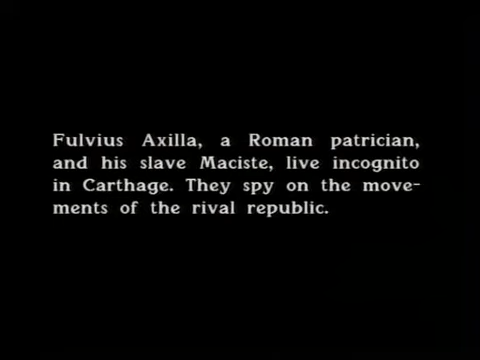 Fulvius Axilla, a Roman patrician,
and his slave Maciste, live incognito
in Carthage. They spy on the move-
ments of the rival republic.